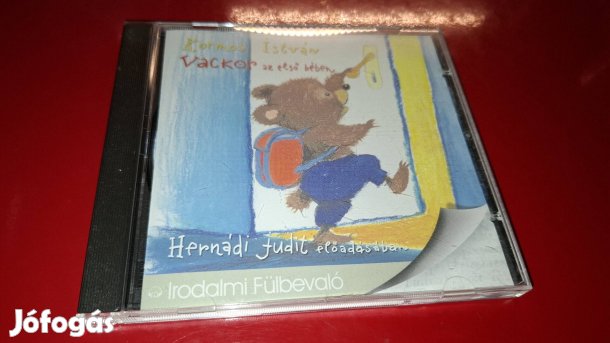 Kormos István
Vackor az első bében
Hernádi Judit előadásában
Irodalmi Fülbevaló
Jófogás